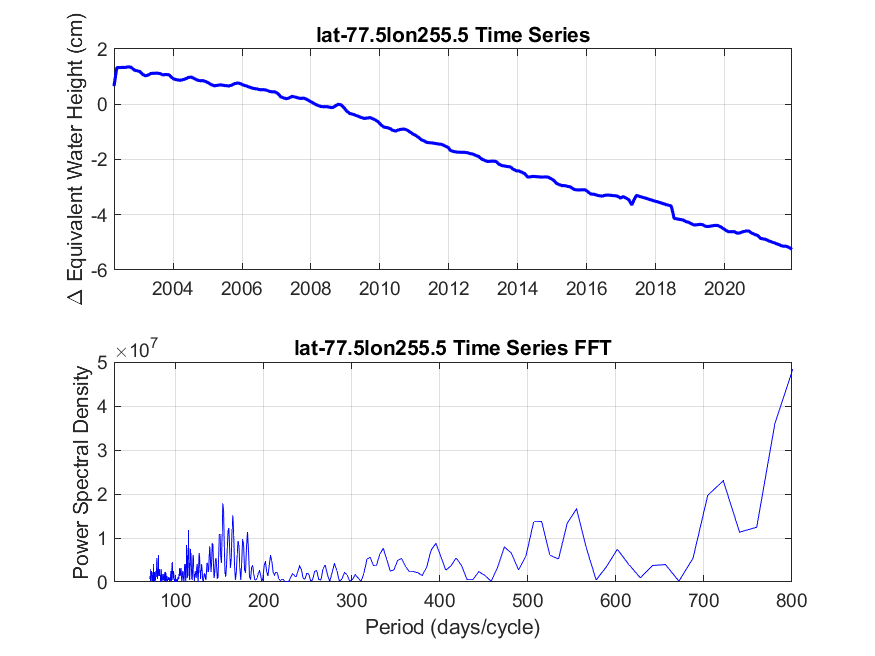 lat-77.5lon255.5 Time Series
Δ Equivalent Water Height (cm)
2
0
-2
-4
-6
2004 2006 2008 2010 2012 2014 2016 2018 2020
lat-77.5lon255.5 Time Series FFT
×10^7
Power Spectral Density
5
4
3
2
1
0
100 200 300 400 500 600 700 800
Period (days/cycle)